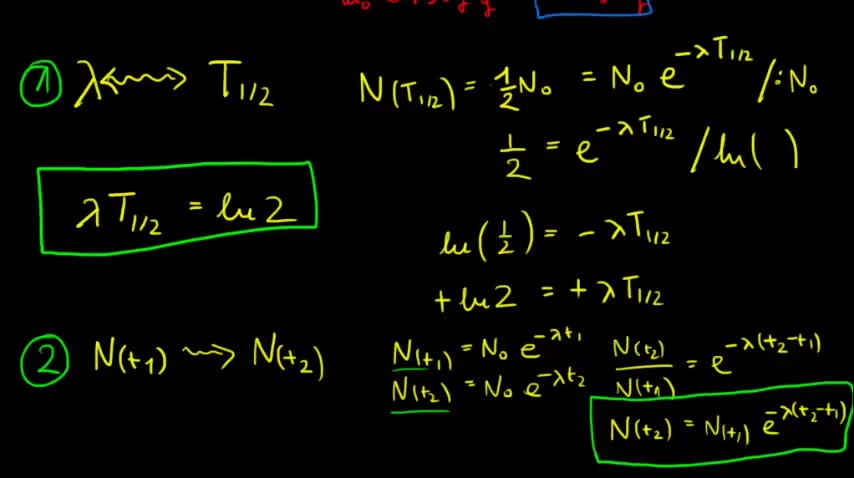 ① λ ⟷ T₁/₂
N(T₁/₂) = 1/2 N₀ = N₀ e^(-λT₁/₂) /:N₀
1/2 = e^(-λT₁/₂) /ln( )
λT₁/₂ = ln 2
ln(1/2) = -λT₁/₂
+ln 2 = +λT₁/₂
② N(t₁) ⟶ N(t₂)
N(t₁) = N₀ e^(-λt₁)
N(t₂) = N₀ e^(-λt₂)
N(t₂)/N(t₁) = e^(-λ(t₂-t₁))
N(t₂) = N(t₁) e^(-λ(t₂-t₁))